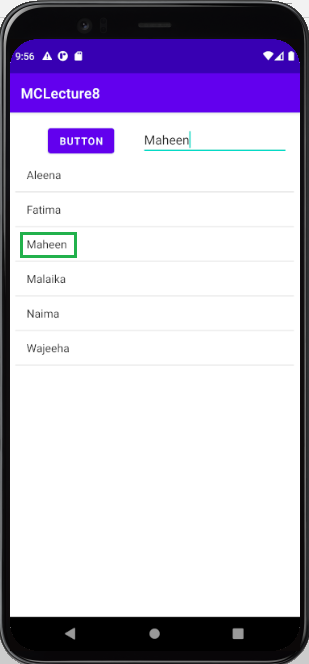 9:56
MCLecture8
BUTTON Maheen
Aleena
Fatima
Maheen
Malaika
Naima
Wajeeha